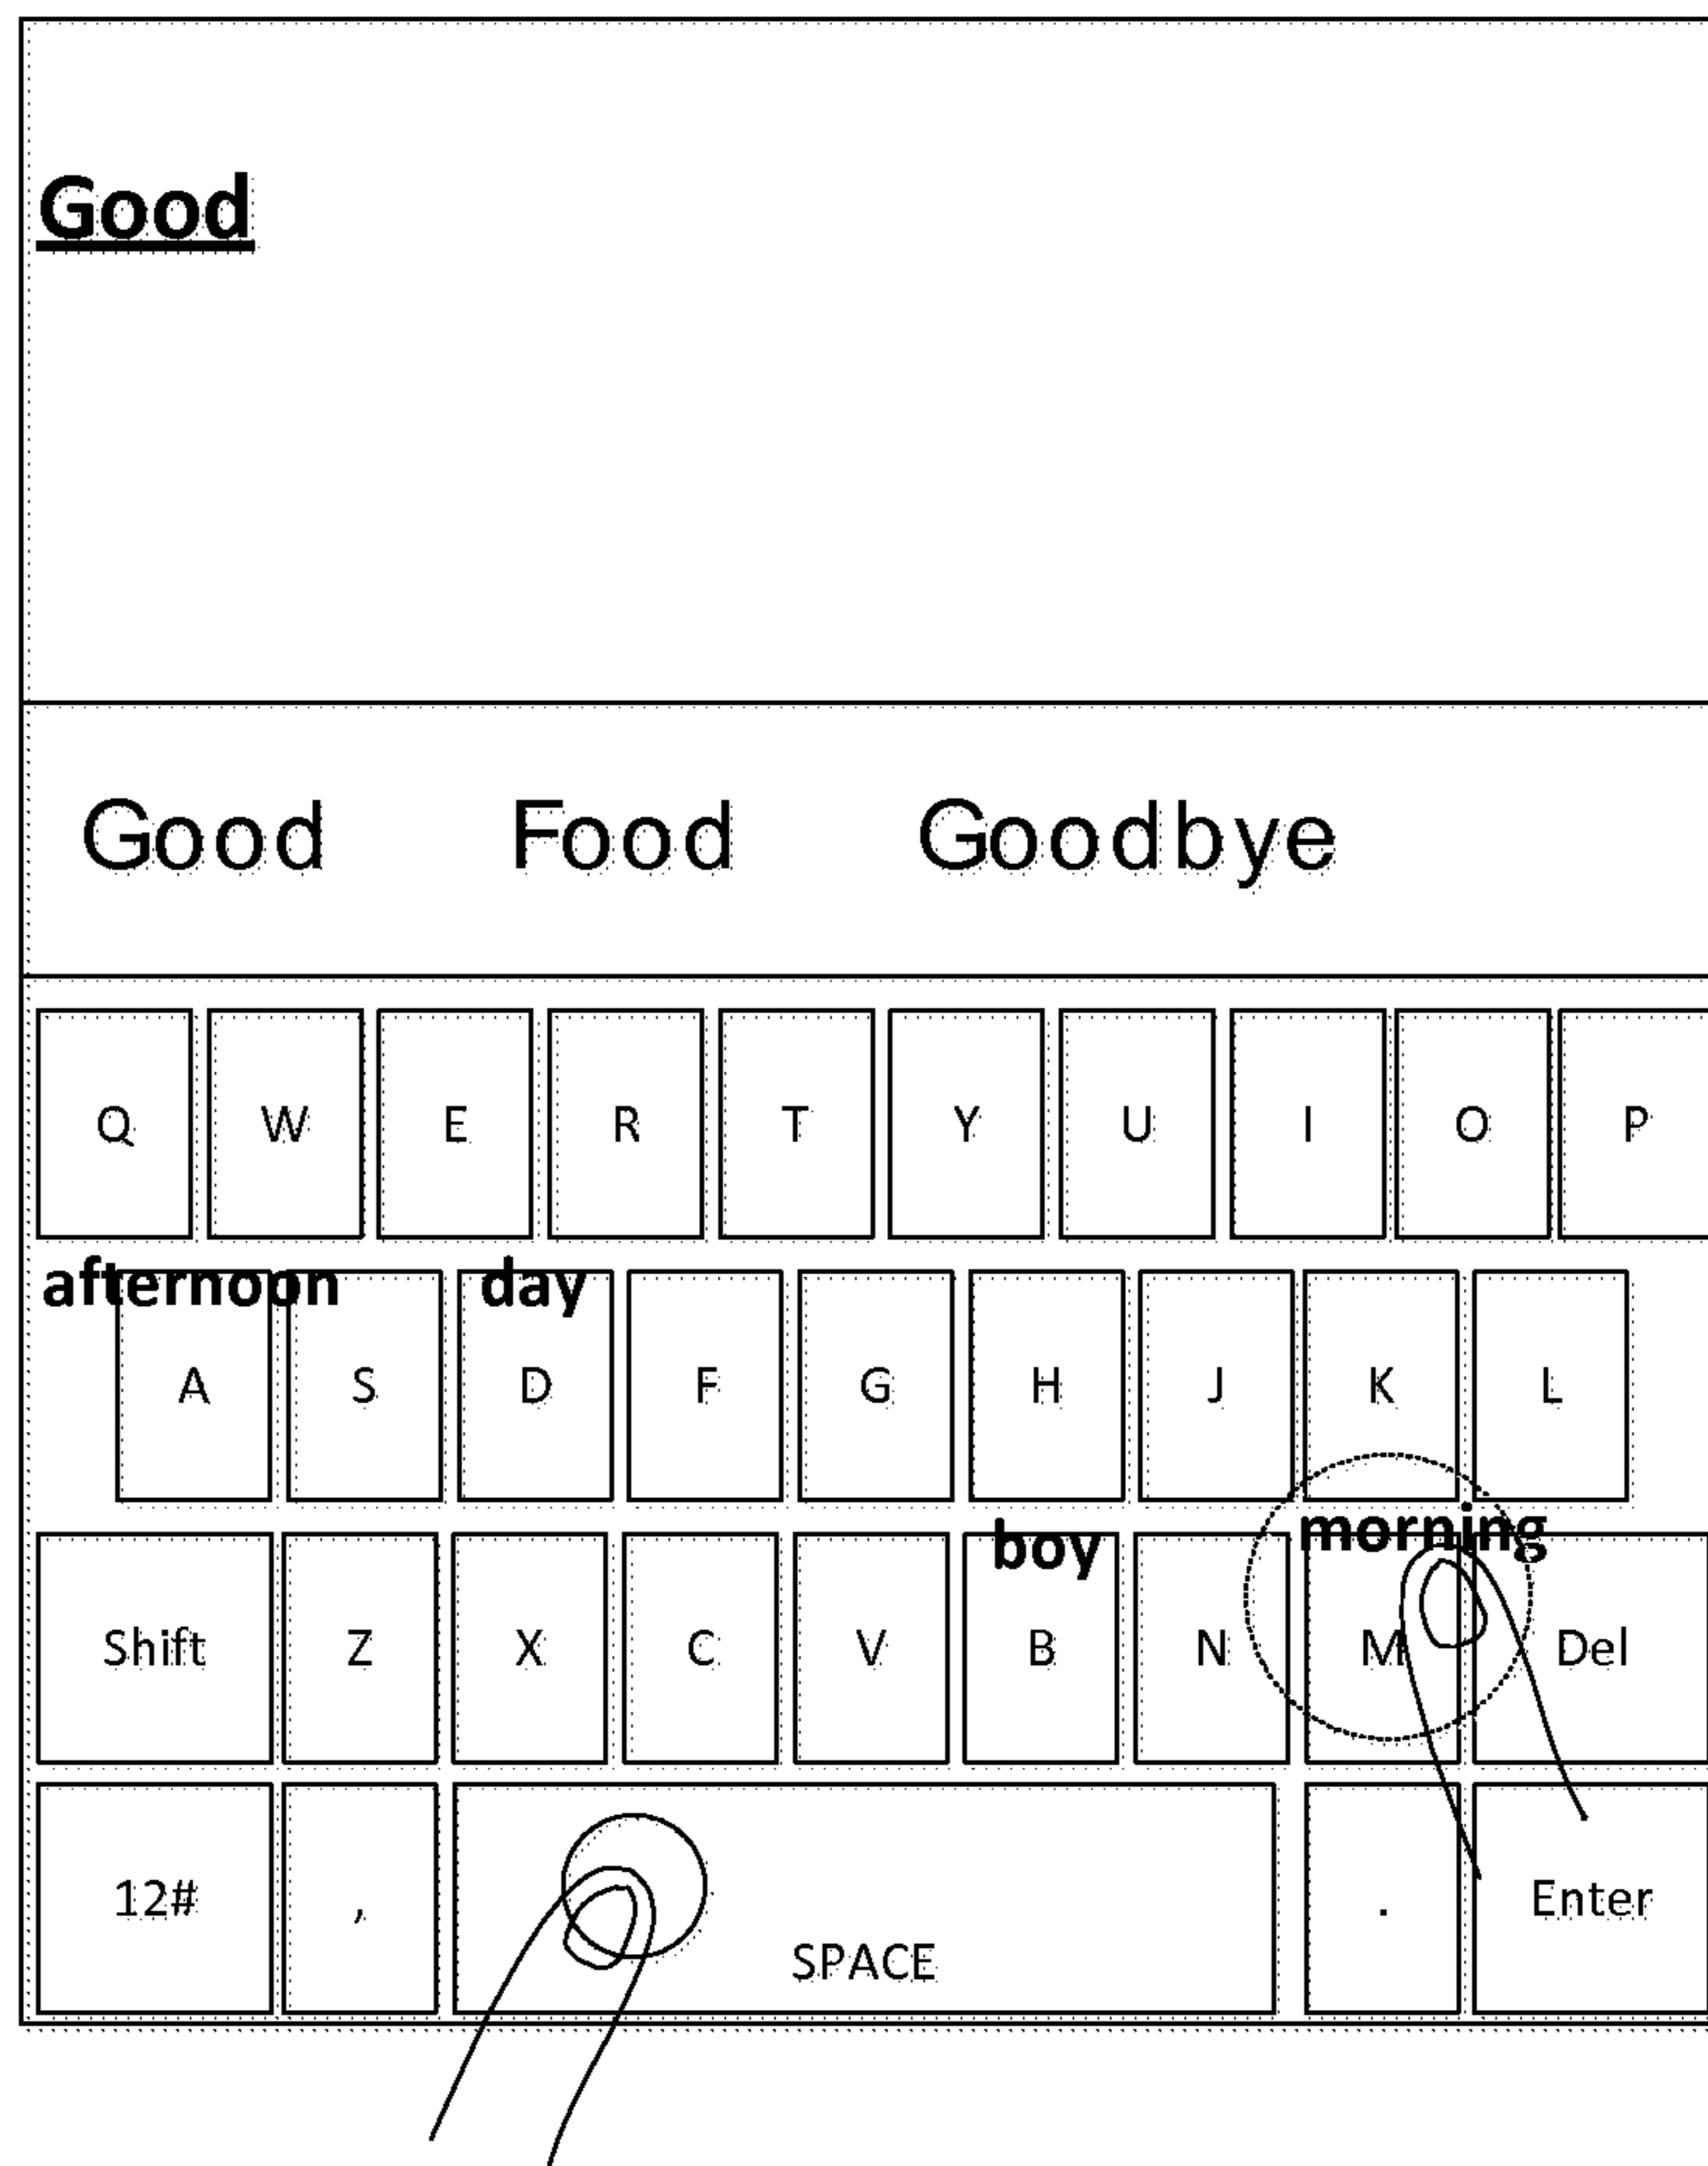 Good
Good Food Goodbye
Q W E R T Y U I O P
afternoon day
A S D F G H J K L
boy morning
Shift Z X C V B N M Del
12# , SPACE . Enter